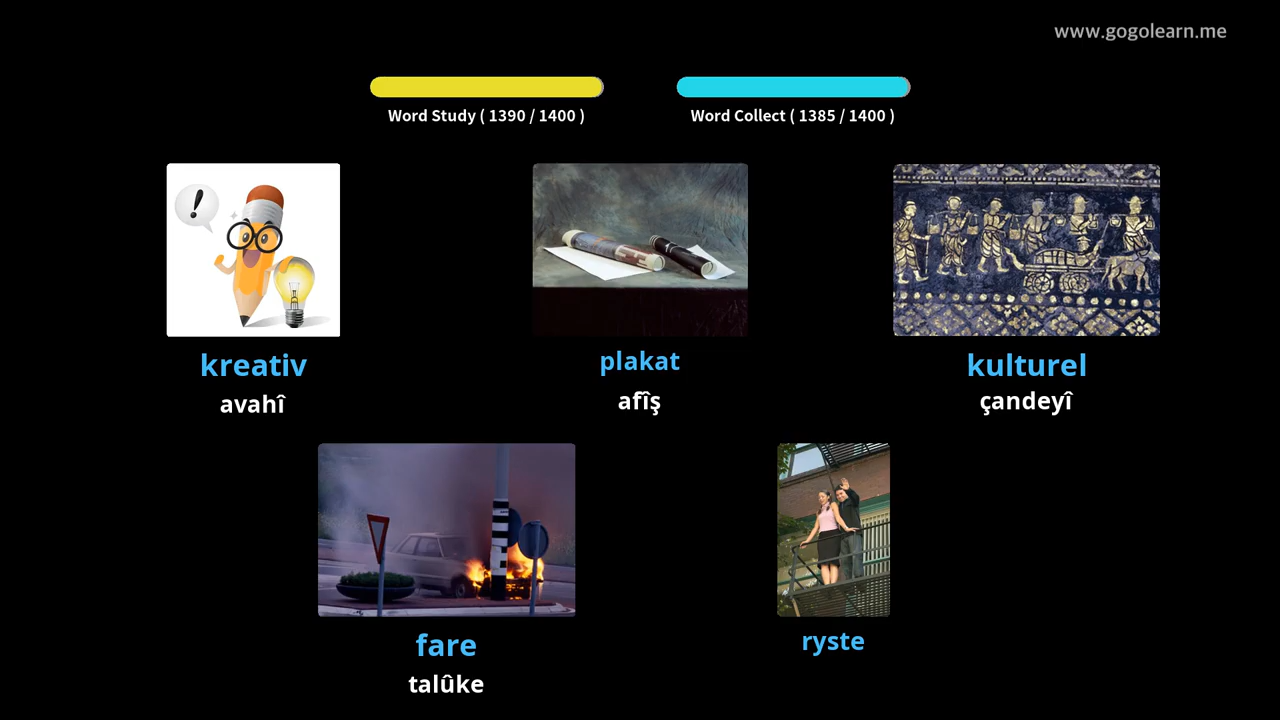 www.gogolearn.me
Word Study ( 1390 / 1400 )
Word Collect ( 1385 / 1400 )
kreativ
avahî
plakat
afîş
kulturel
çandeyî
fare
talûke
ryste